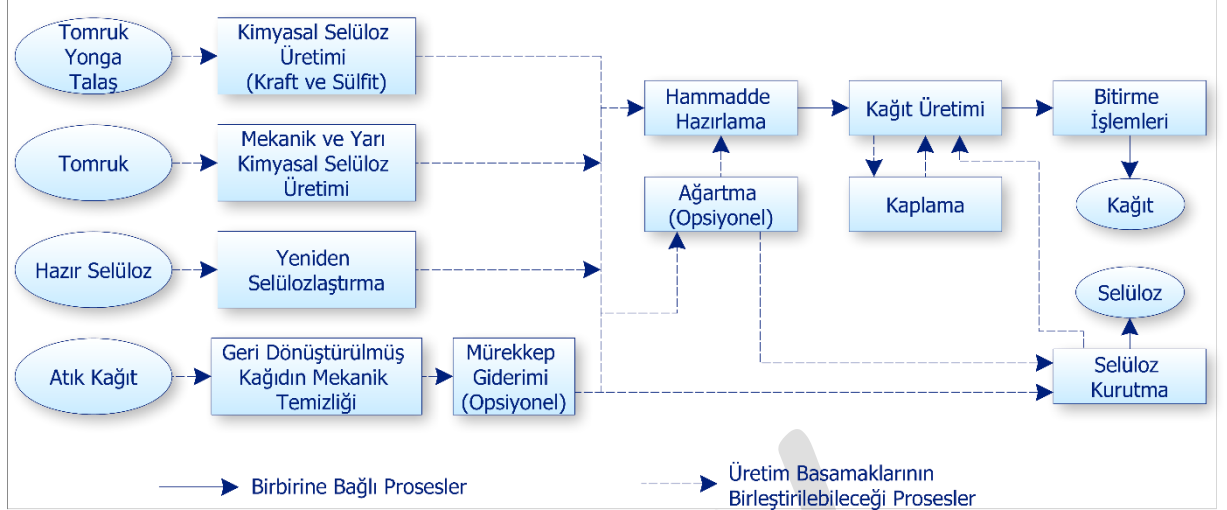 Tomruk
Yonga
Talaş
Kimyasal Selüloz
Üretimi
(Kraft ve Sülfit)
Hammadde
Hazırlama
Kağıt Üretimi
Bitirme
İşlemleri
Tomruk
Mekanik ve Yarı
Kimyasal Selüloz
Üretimi
Ağartma
(Opsiyonel)
Kaplama
Kağıt
Hazır Selüloz
Yeniden
Selülozlaştırma
Selüloz
Atık Kağıt
Geri Dönüştürülmüş
Kağıdın Mekanik
Temizliği
Mürekkep
Giderimi
(Opsiyonel)
Selüloz
Kurutma
Birbirine Bağlı Prosesler
Üretim Basamaklarının
Birleştirilebileceği Prosesler